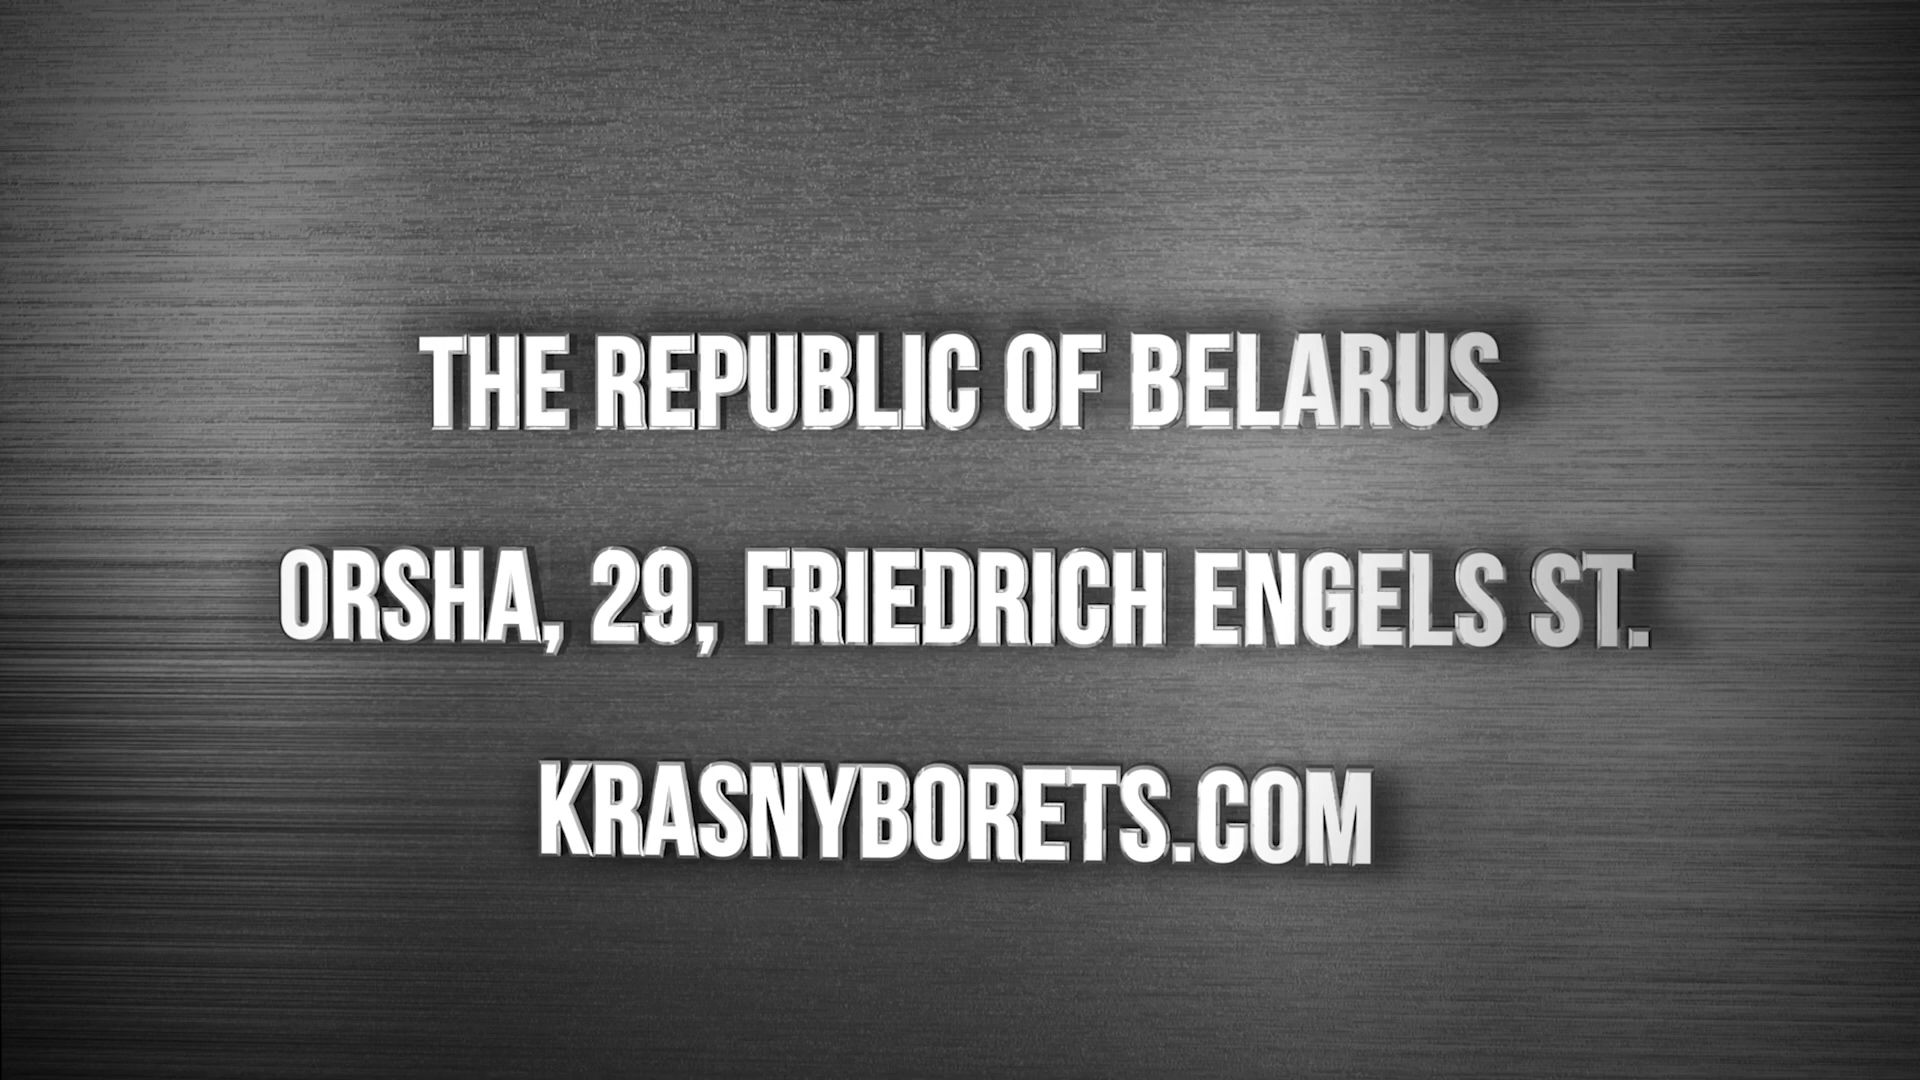 THE REPUBLIC OF BELARUS
ORSHA, 29, FRIEDRICH ENGELS ST.
KRASNYBORETS.COM